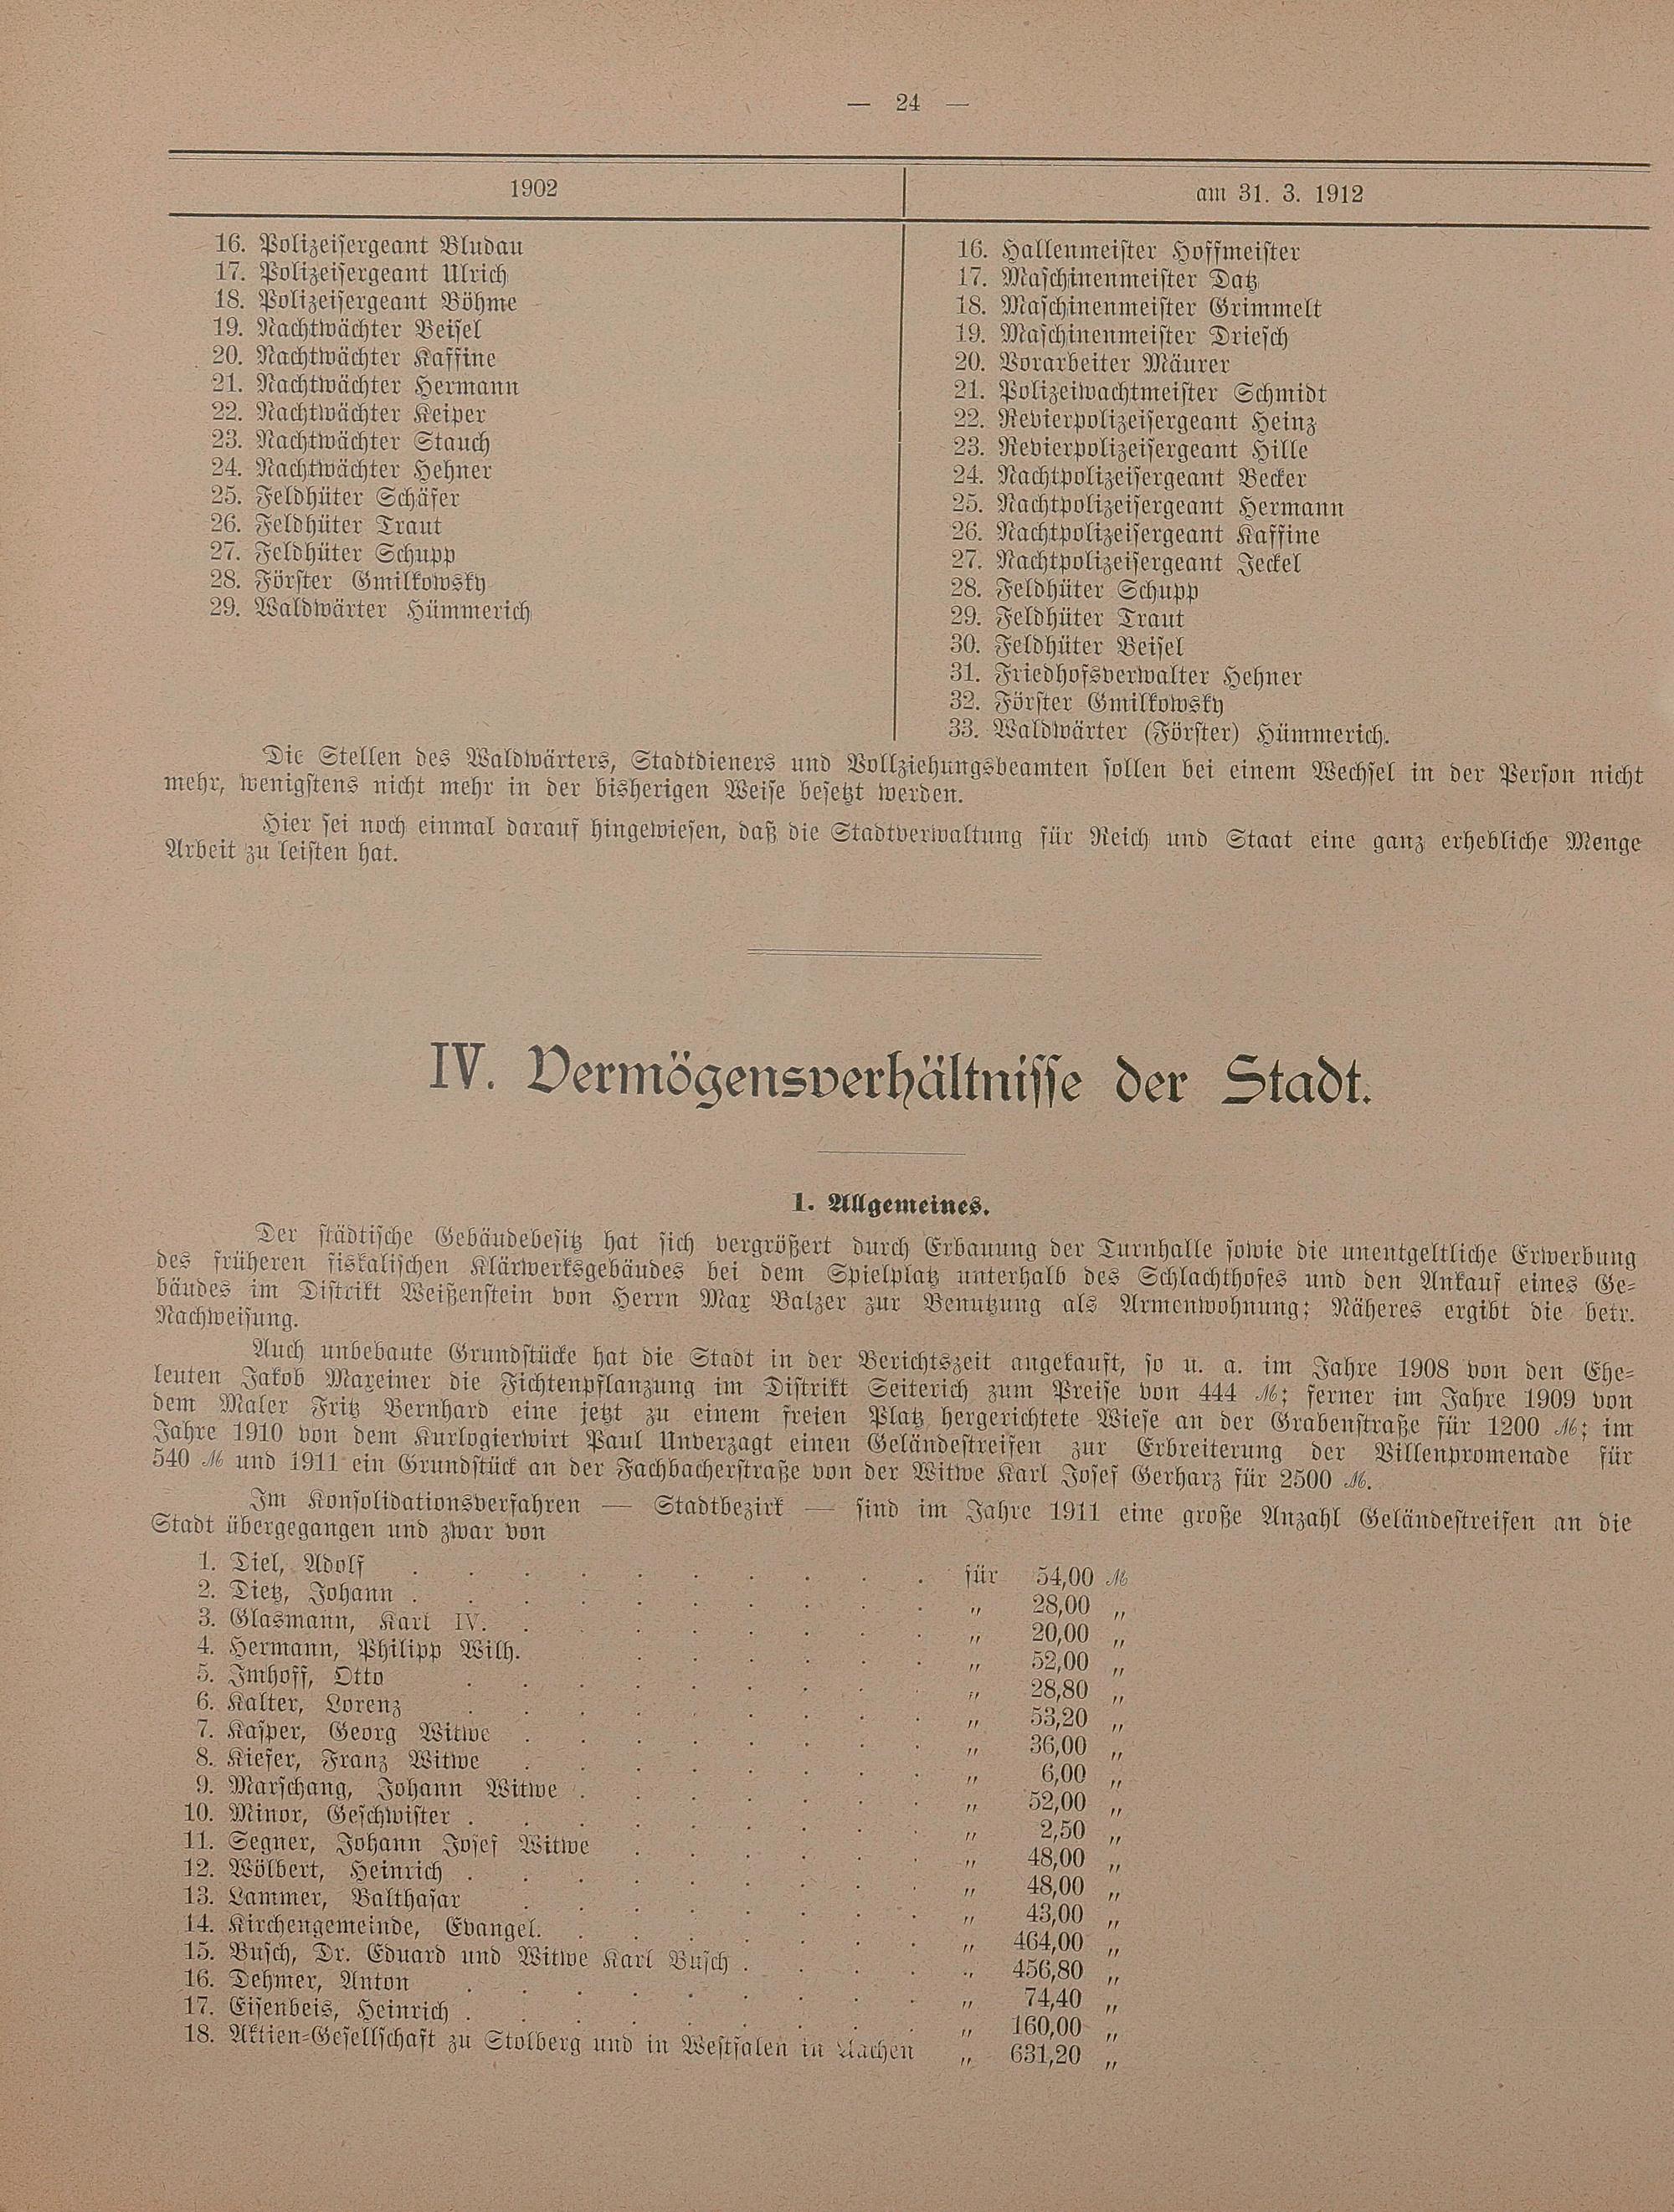 — 24 —
1902
16. Polizeisergeant Bludau
17. Polizeisergeant Ulrich
18. Polizeisergeant Böhme
19. Nachtwächter Beisel
20. Nachtwächter Kaffine
21. Nachtwächter Hermann
22. Nachtwächter Keiper
23. Nachtwächter Stauch
24. Nachtwächter Hehner
25. Feldhüter Schäfer
26. Feldhüter Traut
27. Feldhüter Schupp
28. Förster Gmilkowsky
29. Waldwärter Hümmerich
am 31. 3. 1912
16. Hallenmeister Hoffmeister
17. Maschinenmeister Datz
18. Maschinenmeister Grimmelt
19. Maschinenmeister Driesch
20. Vorarbeiter Mäurer
21. Polizeiwachtmeister Schmidt
22. Revierpolizeisergeant Heinz
23. Revierpolizeisergeant Hille
24. Nachtpolizeisergeant Becker
25. Nachtpolizeisergeant Hermann
26. Nachtpolizeisergeant Kaffine
27. Nachtpolizeisergeant Jeckel
28. Feldhüter Schupp
29. Feldhüter Traut
30. Feldhüter Beisel
31. Friedhofsverwalter Hehner
32. Förster Gmilkowsky
33. Waldwärter (Förster) Hümmerich.
Die Stellen des Waldwärters, Stadtdieners und Vollziehungsbeamten sollen bei einem Wechsel in der Person nicht
mehr, wenigstens nicht mehr in der bisherigen Weise besetzt werden.
Hier sei noch einmal darauf hingewiesen, daß die Stadtverwaltung für Reich und Staat eine ganz erhebliche Menge
Arbeit zu leisten hat.
IV. Vermögensverhältnisse der Stadt.
1. Allgemeines.
Der städtische Gebäudebesitz hat sich vergrößert durch Erbauung der Turnhalle sowie die unentgeltliche Erwerbung
des früheren fiskalischen Klärwerksgebäudes bei dem Spielplatz unterhalb des Schlachthofes und den Ankauf eines Ge-
bäudes im Distrikt Weißenstein von Herrn Max Balzer zur Benutzung als Armenwohnung; Näheres ergibt die betr.
Nachweisung.
Auch unbebaute Grundstücke hat die Stadt in der Berichtszeit angekauft, so u. a. im Jahre 1908 von den Ehe-
leuten Jakob Maxeiner die Fichtenpflanzung im Distrikt Seiterich zum Preise von 444 ℳ; ferner im Jahre 1909 von
dem Maler Fritz Bernhard eine jetzt zu einem freien Platz hergerichtete Wiese an der Grabenstraße für 1200 ℳ; im
Jahre 1910 von dem Kurlogierwirt Paul Unverzagt einen Geländestreifen zur Erbreiterung der Villenpromenade für
540 ℳ und 1911 ein Grundstück an der Fachbacherstraße von der Witwe Karl Josef Gerharz für 2500 ℳ.
Im Konsolidationsverfahren — Stadtbezirk — sind im Jahre 1911 eine große Anzahl Geländestreifen an die
Stadt übergegangen und zwar von
1. Diel, Adolf . . . . . . . . . . für 54,00 ℳ
2. Dietz, Johann . . . . . . . . . . „ 28,00 „
3. Glasmann, Karl IV. . . . . . . . . „ 20,00 „
4. Hermann, Philipp Wilh. . . . . . . . „ 52,00 „
5. Imhoff, Otto . . . . . . . . . „ 28,80 „
6. Kalter, Lorenz . . . . . . . . . „ 53,20 „
7. Kasper, Georg Witwe . . . . . . . . „ 36,00 „
8. Kiefer, Franz Witwe . . . . . . . . „ 6,00 „
9. Marschang, Johann Witwe . . . . . . . „ 52,00 „
10. Minor, Geschwister . . . . . . . . . „ 2,50 „
11. Segner, Johann Josef Witwe . . . . . . „ 48,00 „
12. Wölbert, Heinrich . . . . . . . . . „ 48,00 „
13. Lammer, Balthasar . . . . . . . . „ 43,00 „
14. Kirchengemeinde, Evangel. . . . . . . . „ 464,00 „
15. Busch, Dr. Eduard und Witwe Karl Busch . . . . „ 456,80 „
16. Dehmer, Anton . . . . . . . . . „ 74,40 „
17. Eisenbeis, Heinrich . . . . . . . . . „ 160,00 „
18. Aktien-Gesellschaft zu Stolberg und in Westfalen in Aachen „ 631,20 „